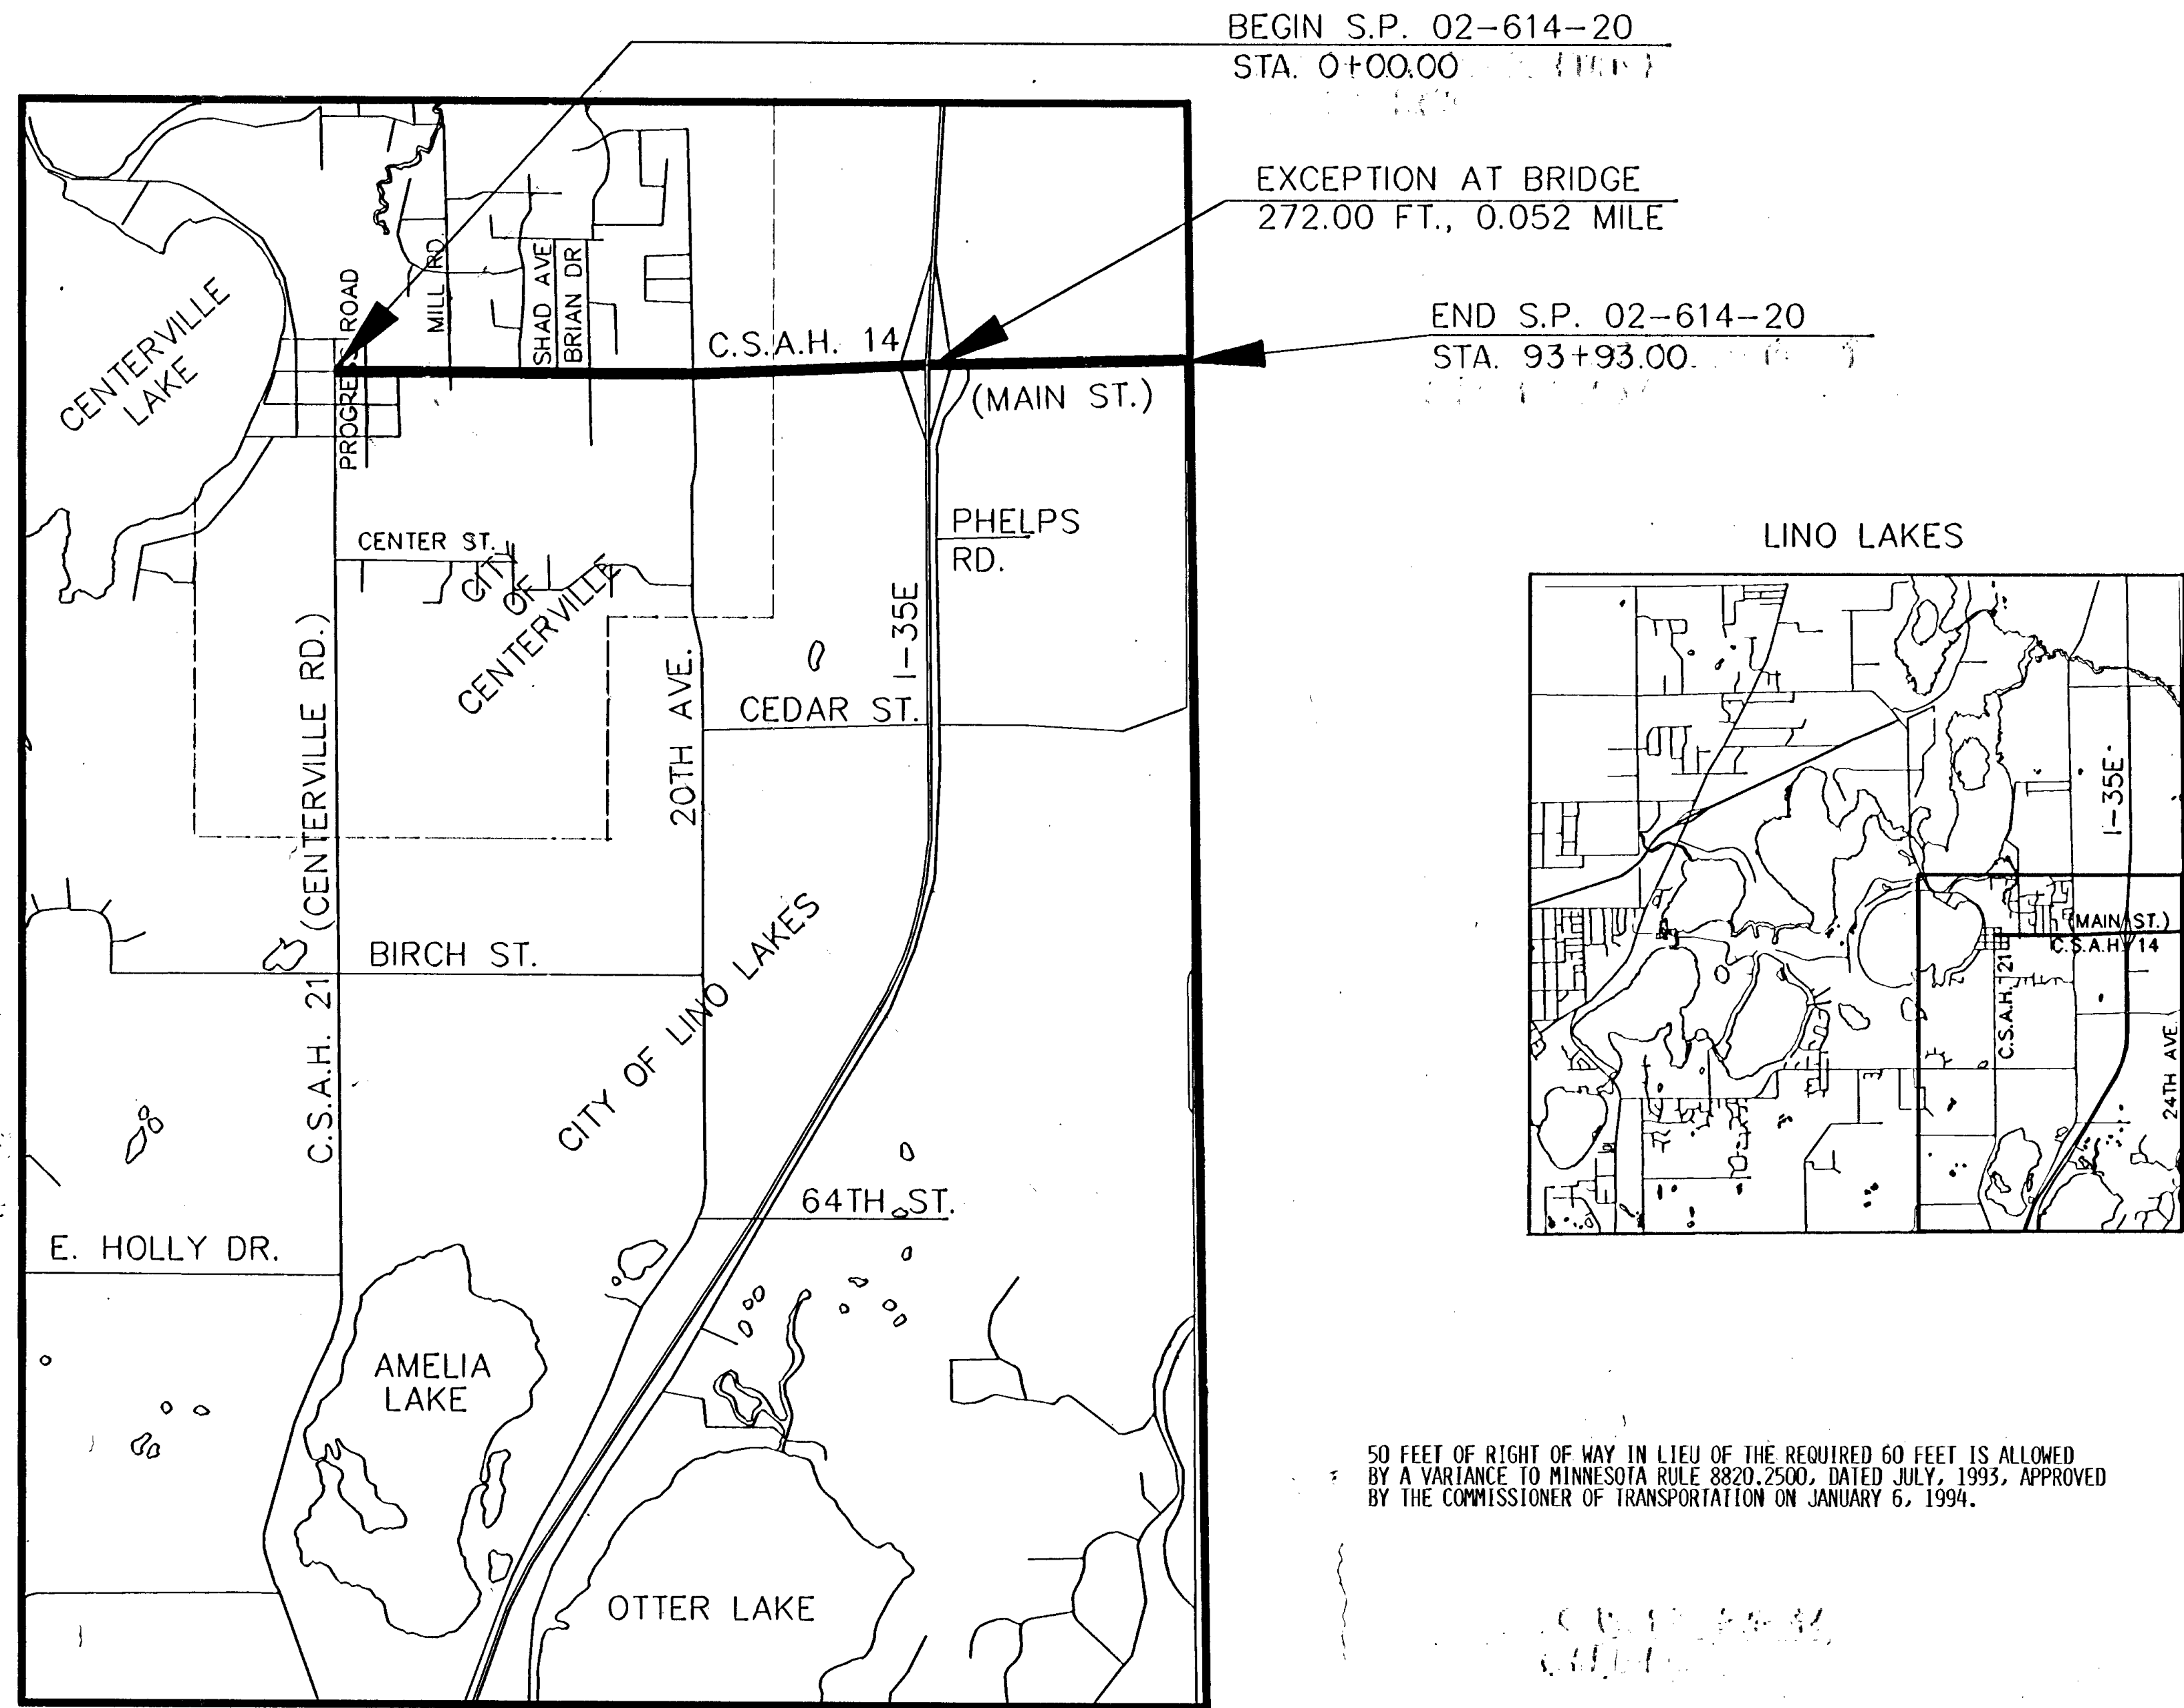 BEGIN S.P. 02-614-20
STA. 0+00.00
EXCEPTION AT BRIDGE
272.00 FT., 0.052 MILE
END S.P. 02-614-20
STA. 93+93.00
CENTERVILLE
LAKE
PROGRESS ROAD
MILL RD.
SHAD AVE
BRIAN DR
C.S.A.H. 14
(MAIN ST.)
CENTER ST.
CITY
OF
CENTERVILLE
PHELPS
RD.
I-35E
C.S.A.H. 21 (CENTERVILLE RD.)
20TH AVE.
CEDAR ST.
BIRCH ST.
CITY OF LINO LAKES
64TH ST.
E. HOLLY DR.
AMELIA
LAKE
OTTER LAKE
LINO LAKES
I-35E
(MAIN ST.)
C.S.A.H. 14
C.S.A.H. 21
24TH AVE.
50 FEET OF RIGHT OF WAY IN LIEU OF THE REQUIRED 60 FEET IS ALLOWED
BY A VARIANCE TO MINNESOTA RULE 8820.2500, DATED JULY, 1993, APPROVED
BY THE COMMISSIONER OF TRANSPORTATION ON JANUARY 6, 1994.